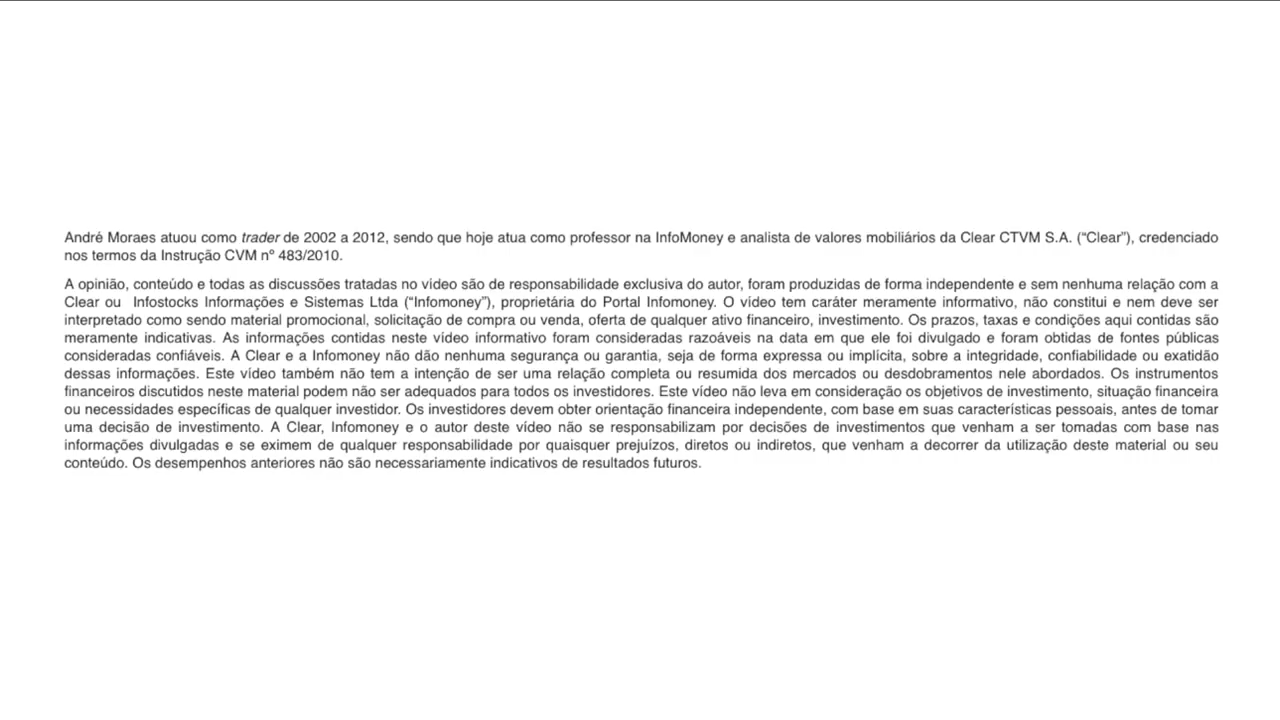 André Moraes atuou como trader de 2002 a 2012, sendo que hoje atua como professor na InfoMoney e analista de valores mobiliários da Clear CTVM S.A. (“Clear”), credenciado
nos termos da Instrução CVM nº 483/2010.
A opinião, conteúdo e todas as discussões tratadas no vídeo são de responsabilidade exclusiva do autor, foram produzidas de forma independente e sem nenhuma relação com a
Clear ou Infostocks Informações e Sistemas Ltda (“Infomoney”), proprietária do Portal Infomoney. O vídeo tem caráter meramente informativo, não constitui e nem deve ser
interpretado como sendo material promocional, solicitação de compra ou venda, oferta de qualquer ativo financeiro, investimento. Os prazos, taxas e condições aqui contidas são
meramente indicativas. As informações contidas neste vídeo informativo foram consideradas razoáveis na data em que ele foi divulgado e foram obtidas de fontes públicas
consideradas confiáveis. A Clear e a Infomoney não dão nenhuma segurança ou garantia, seja de forma expressa ou implícita, sobre a integridade, confiabilidade ou exatidão
dessas informações. Este vídeo também não tem a intenção de ser uma relação completa ou resumida dos mercados ou desdobramentos nele abordados. Os instrumentos
financeiros discutidos neste material podem não ser adequados para todos os investidores. Este vídeo não leva em consideração os objetivos de investimento, situação financeira
ou necessidades específicas de qualquer investidor. Os investidores devem obter orientação financeira independente, com base em suas características pessoais, antes de tomar
uma decisão de investimento. A Clear, Infomoney e o autor deste vídeo não se responsabilizam por decisões de investimentos que venham a ser tomadas com base nas
informações divulgadas e se eximem de qualquer responsabilidade por quaisquer prejuízos, diretos ou indiretos, que venham a decorrer da utilização deste material ou seu
conteúdo. Os desempenhos anteriores não são necessariamente indicativos de resultados futuros.